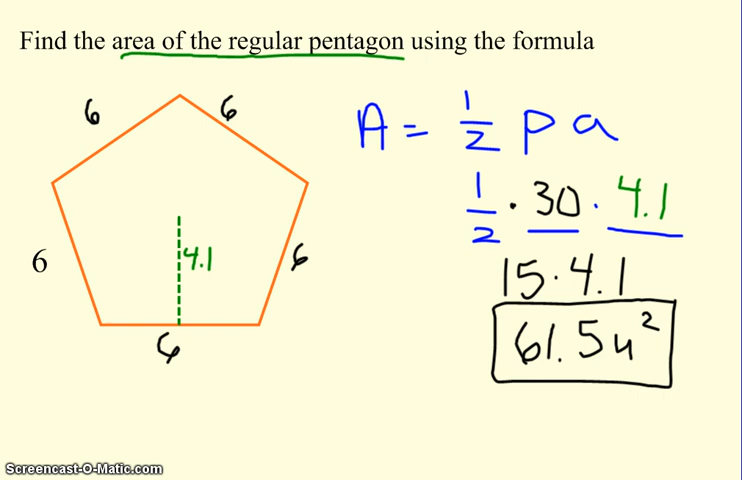 Find the area of the regular pentagon using the formula
6 6
A = 1/2 p a
1/2 · 30 · 4.1
6 4.1 6
15 · 4.1
6
61.5u²
Screencast-O-Matic.com